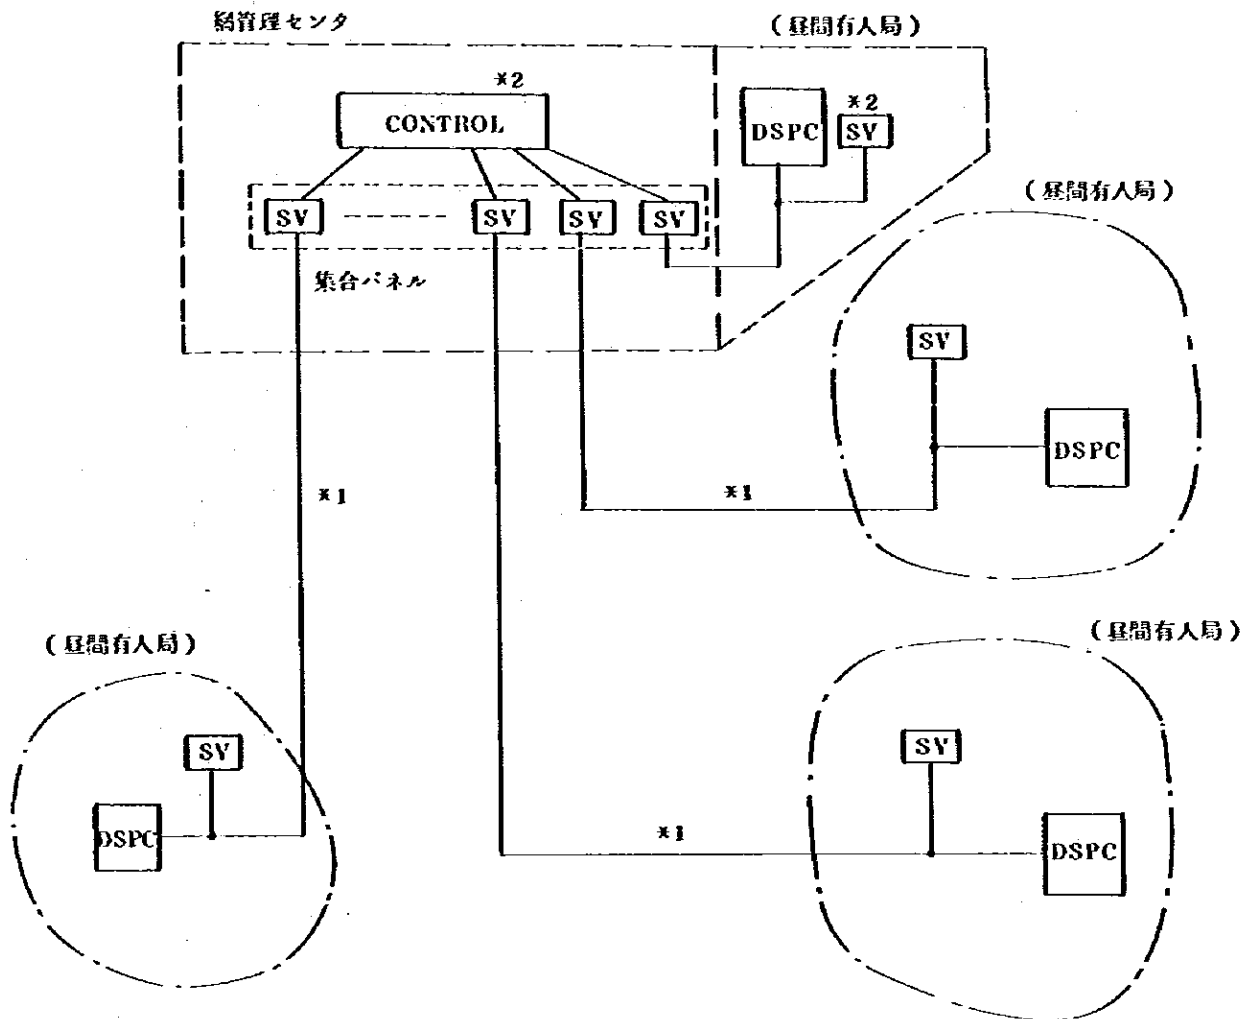 網管理センタ
(昼間有人局)
*2
CONTROL
DSPC
*2
SV
SV
SV
SV
SV
集合パネル
(昼間有人局)
SV
DSPC
*1
*1
(昼間有人局)
SV
DSPC
(昼間有人局)
SV
DSPC
*1